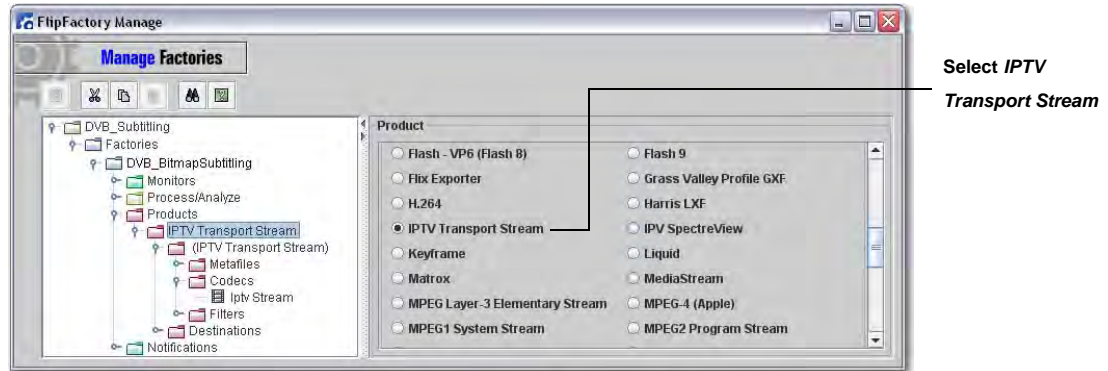 FlipFactory Manage
Manage Factories
DVB_Subtitling
Factories
DVB_BitmapSubtitling
Monitors
Process/Analyze
Products
IPTV Transport Stream
(IPTV Transport Stream)
Metafiles
Codecs
Iptv Stream
Filters
Destinations
Notifications
Product
Flash - VP6 (Flash 8)
Flash 9
Flix Exporter
Grass Valley Profile GXF
H.264
Harris LXF
IPTV Transport Stream
IPV SpectreView
Keyframe
Liquid
Matrox
MediaStream
MPEG Layer-3 Elementary Stream
MPEG-4 (Apple)
MPEG1 System Stream
MPEG2 Program Stream
Select IPTV
Transport Stream